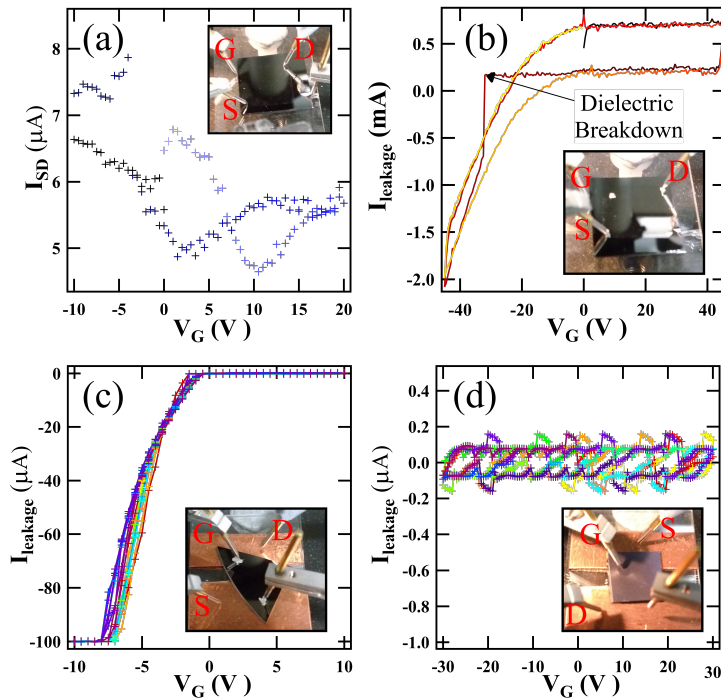 (a)
G
D
S
8
7
6
5
I_SD (μA)
-10
-5
0
5
10
15
20
V_G (V)
(b)
0.5
0.0
-0.5
-1.0
-1.5
-2.0
I_leakage (mA)
Dielectric
Breakdown
G
D
S
-40
-20
0
20
40
V_G (V)
(c)
0
-20
-40
-60
-80
-100
I_leakage (μA)
G
D
S
-10
-5
0
5
10
V_G (V)
(d)
0.4
0.2
0.0
-0.2
-0.4
-0.6
-0.8
-1.0
I_leakage (μA)
G
S
D
-30
-20
-10
0
10
20
30
V_G (V)